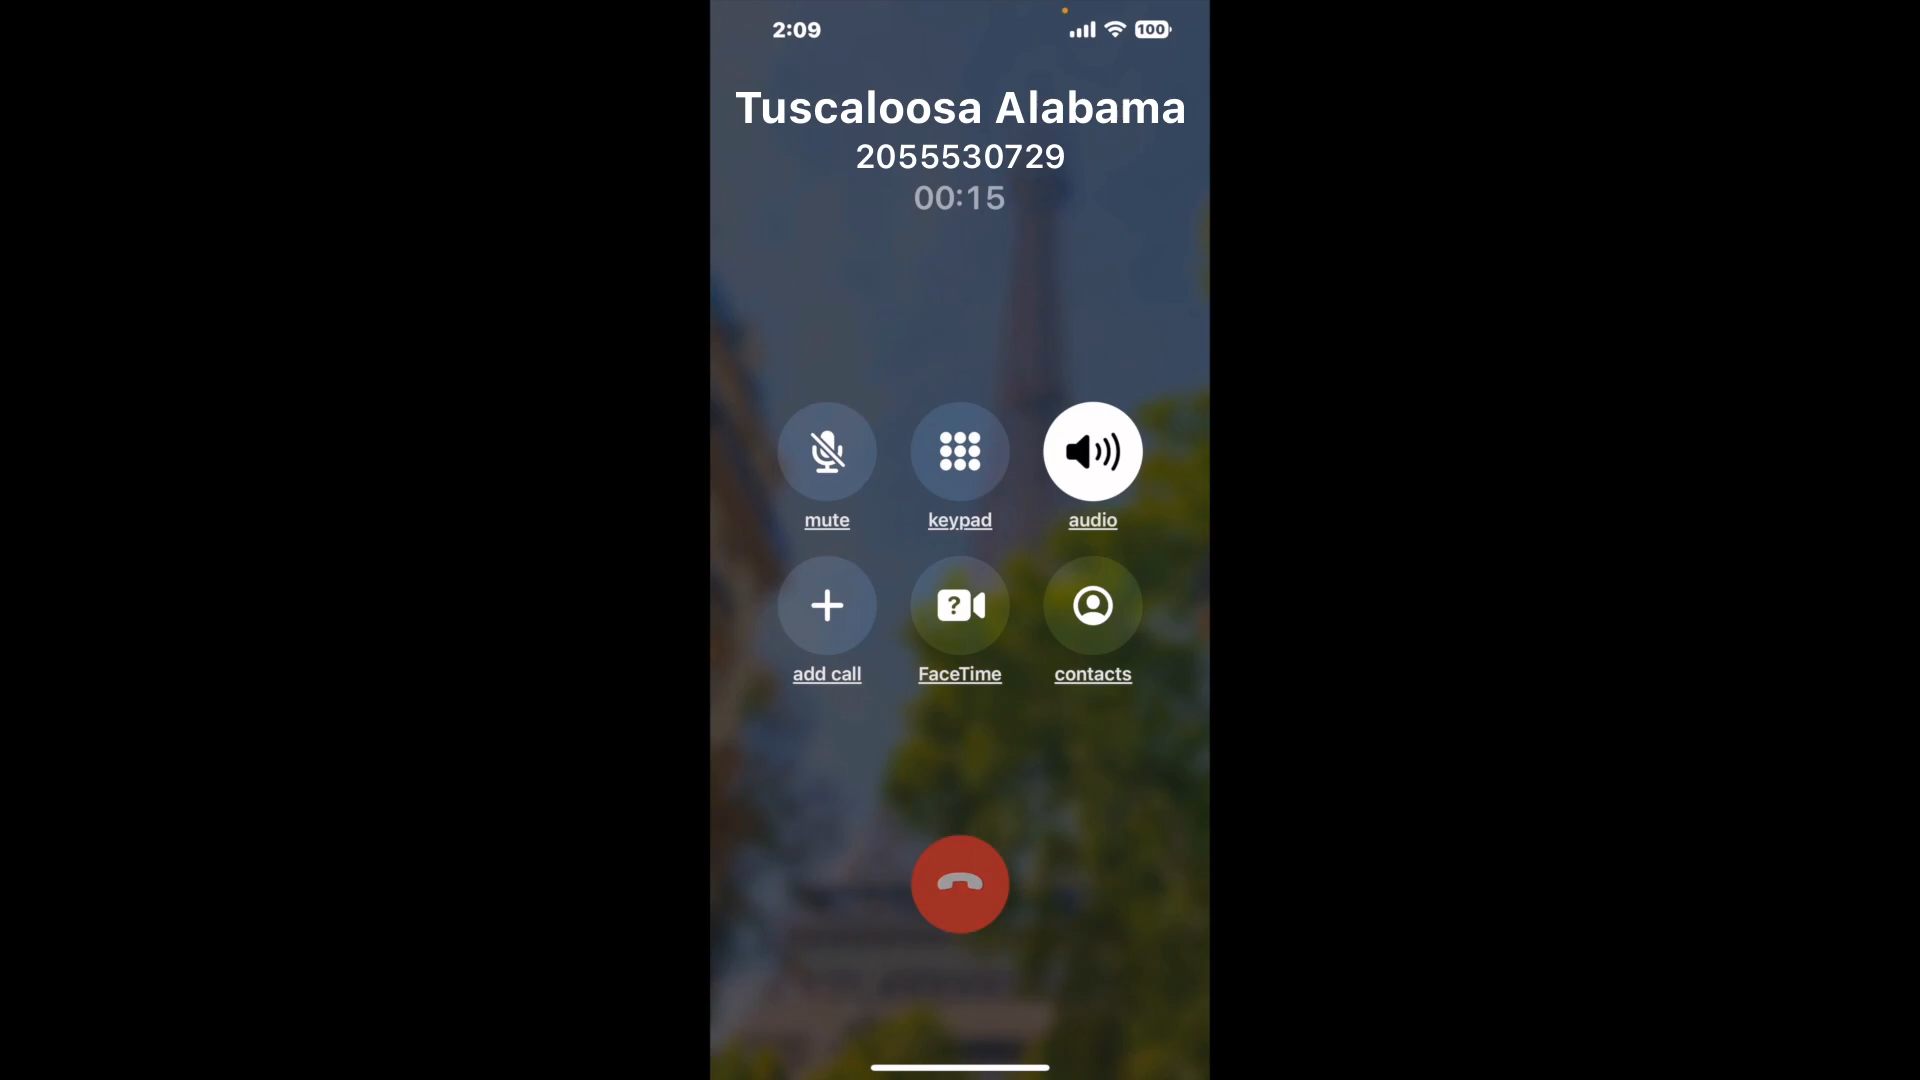 2:09
100
Tuscaloosa Alabama
2055530729
00:15
mute
keypad
audio
?
add call
FaceTime
contacts